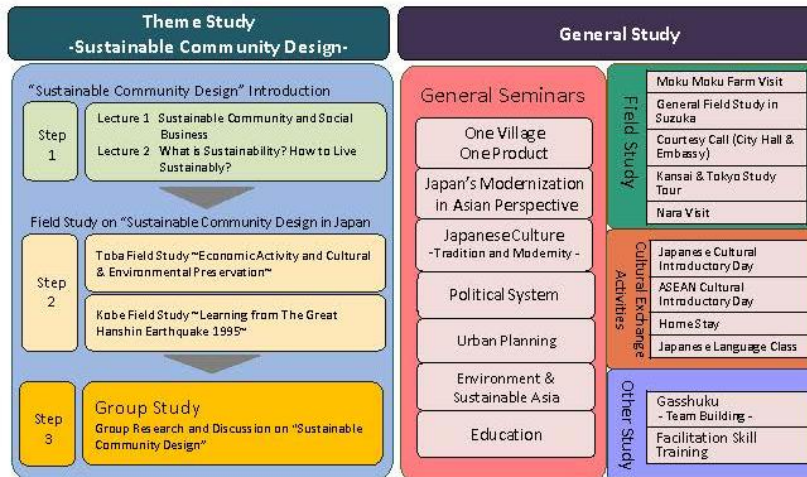 Theme Study
-Sustainable Community Design-
"Sustainable Community Design" Introduction
Step
1
Lecture 1 Sustainable Community and Social
Business
Lecture 2 What is Sustainability? How to Live
Sustainably?
Field Study on "Sustainable Community Design in Japan
Step
2
Toba Field Study ~Economic Activity and Cultural
& Environmental Preservation~
Kobe Field Study ~Learning from The Great
Hanshin Earthquake 1995~
Step
3
Group Study
Group Research and Discussion on "Sustainable
Community Design"
General Study
General Seminars
One Village
One Product
Japan's Modernization
in Asian Perspective
Japanese Culture
-Tradition and Modernity -
Political System
Urban Planning
Environment &
Sustainable Asia
Education
Field Study
Moku Moku Farm Visit
General Field Study in
Suzuka
Courtesy Call (City Hall &
Embassy)
Kansai & Tokyo Study
Tour
Nara Visit
Cultural Exchange
Activities
Japanese Cultural
Introductory Day
ASEAN Cultural
Introductory Day
Home Stay
Japanese Language Class
Other Study
Gasshuku
- Team Building -
Facilitation Skill
Training